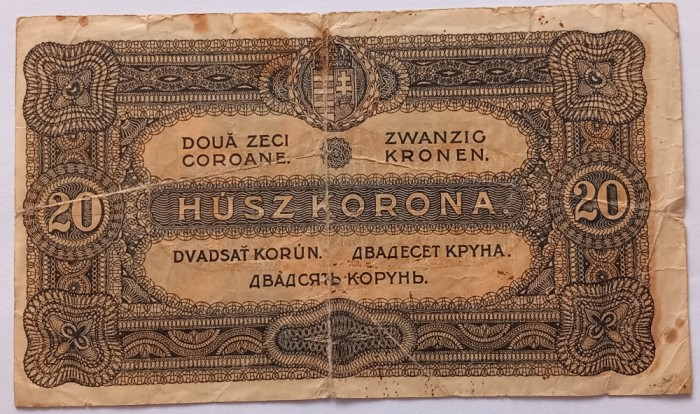 DOUĂ ZECI
COROANE.
ZWANZIG
KRONEN.
20
HÚSZ KORONA.
20
DVADSAŤ KORÚN.
ДВАДЕСЕТ КРУНА.
ДВАДСЯТЬ КОРУНЬ.